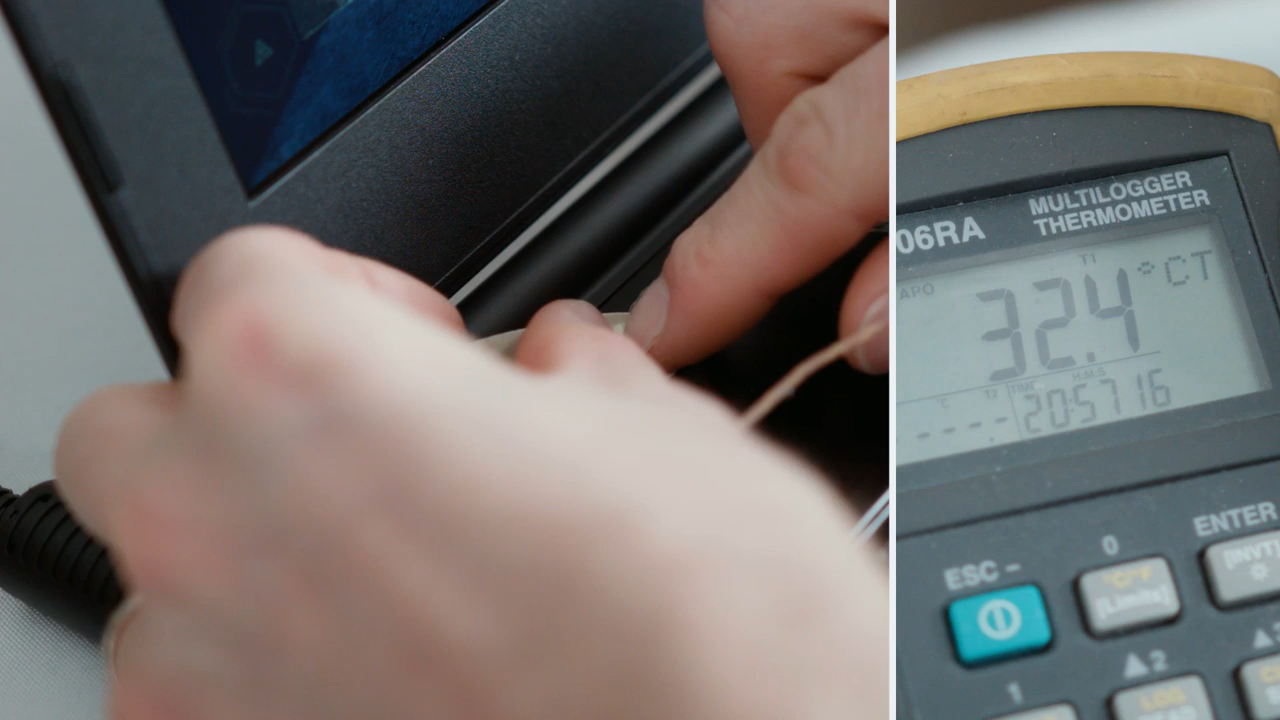 MULTILOGGER
THERMOMETER
06RA
T1
APO
32.4 °C T
°C T2 TIME H:M:S
--.- 20:57 16
ENTER
0
ESC –
°C/°F
[Limits]
[INVT]
▲2
1
LOG